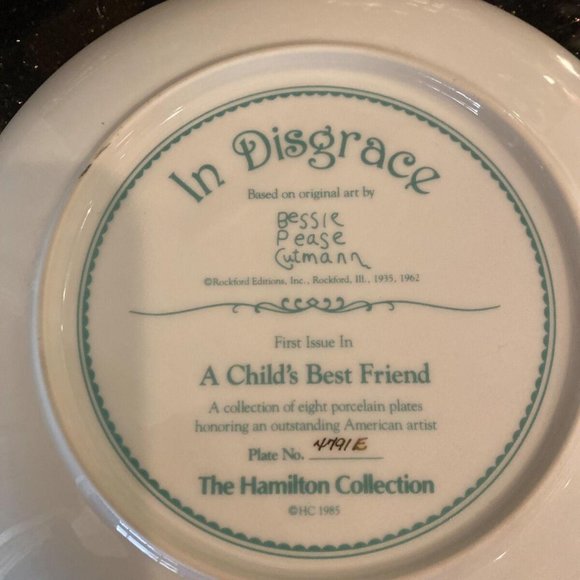 In Disgrace
Based on original art by
Bessie
Pease
Gutmann
©Rockford Editions, Inc., Rockford, Ill., 1935, 1962
First Issue In
A Child's Best Friend
A collection of eight porcelain plates
honoring an outstanding American artist
Plate No. 4791E
The Hamilton Collection
©HC 1985